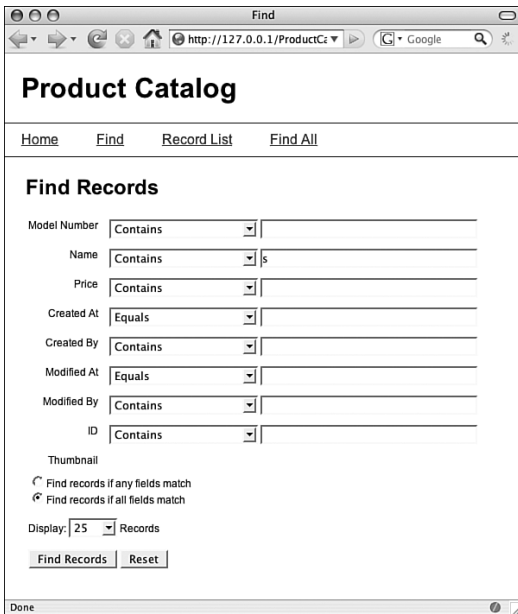 Find
http://127.0.0.1/ProductCa
G Google
Product Catalog
Home Find Record List Find All
Find Records
Model Number Contains
Name Contains s
Price Contains
Created At Equals
Created By Contains
Modified At Equals
Modified By Contains
ID Contains
Thumbnail
Find records if any fields match
Find records if all fields match
Display: 25 Records
Find Records Reset
Done